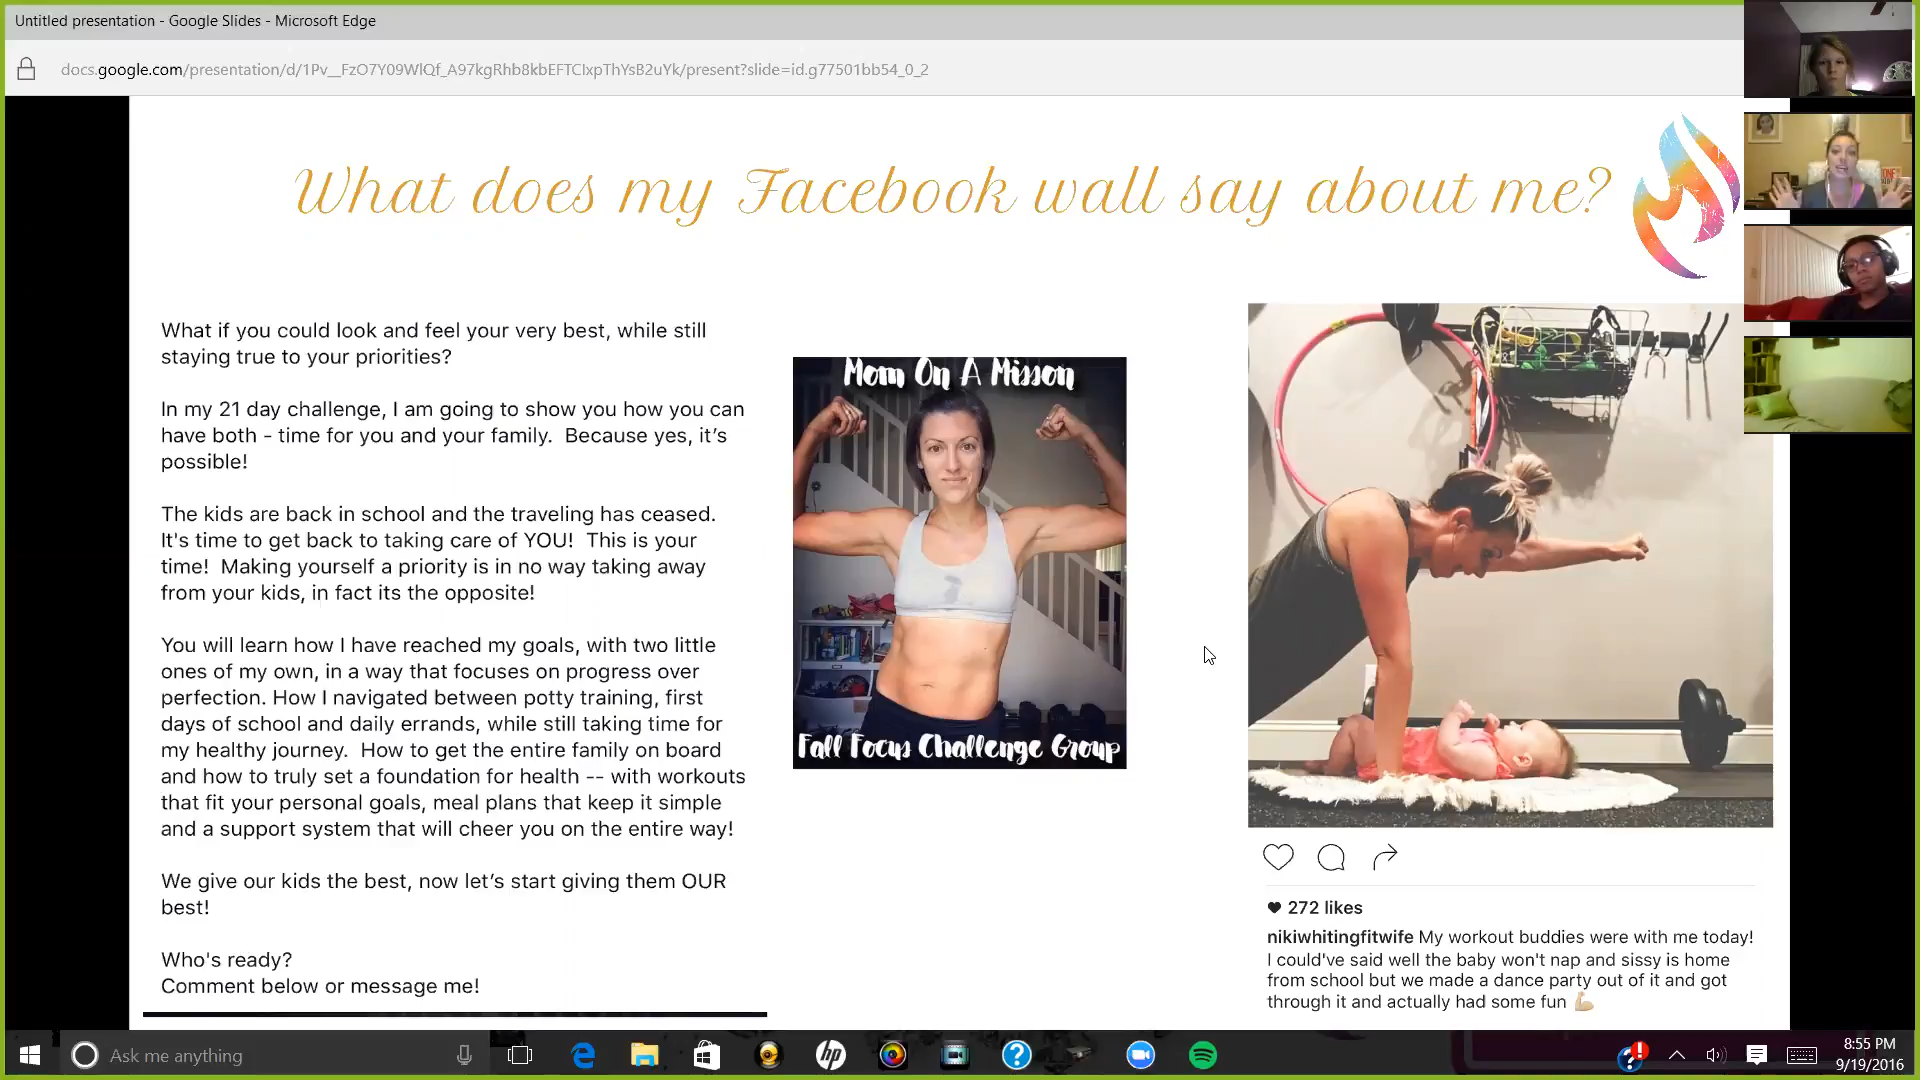 Untitled presentation - Google Slides - Microsoft Edge
docs.google.com/presentation/d/1Pv__FzO7Y09WlQf_A97kgRhb8kbEFTCIxpThYsB2uYk/present?slide=id.g77501bb54_0_2
What does my Facebook wall say about me?
What if you could look and feel your very best, while still
staying true to your priorities?
In my 21 day challenge, I am going to show you how you can
have both - time for you and your family.  Because yes, it's
possible!
The kids are back in school and the traveling has ceased.
It's time to get back to taking care of YOU!  This is your
time!  Making yourself a priority is in no way taking away
from your kids, in fact its the opposite!
You will learn how I have reached my goals, with two little
ones of my own, in a way that focuses on progress over
perfection. How I navigated between potty training, first
days of school and daily errands, while still taking time for
my healthy journey.  How to get the entire family on board
and how to truly set a foundation for health -- with workouts
that fit your personal goals, meal plans that keep it simple
and a support system that will cheer you on the entire way!
We give our kids the best, now let's start giving them OUR
best!
Who's ready?
Comment below or message me!
Mom On A Misson
Fall Focus Challenge Group
272 likes
nikiwhitingfitwife My workout buddies were with me today!
I could've said well the baby won't nap and sissy is home
from school but we made a dance party out of it and got
through it and actually had some fun 💪🏼
Ask me anything
hp
8:55 PM
9/19/2016